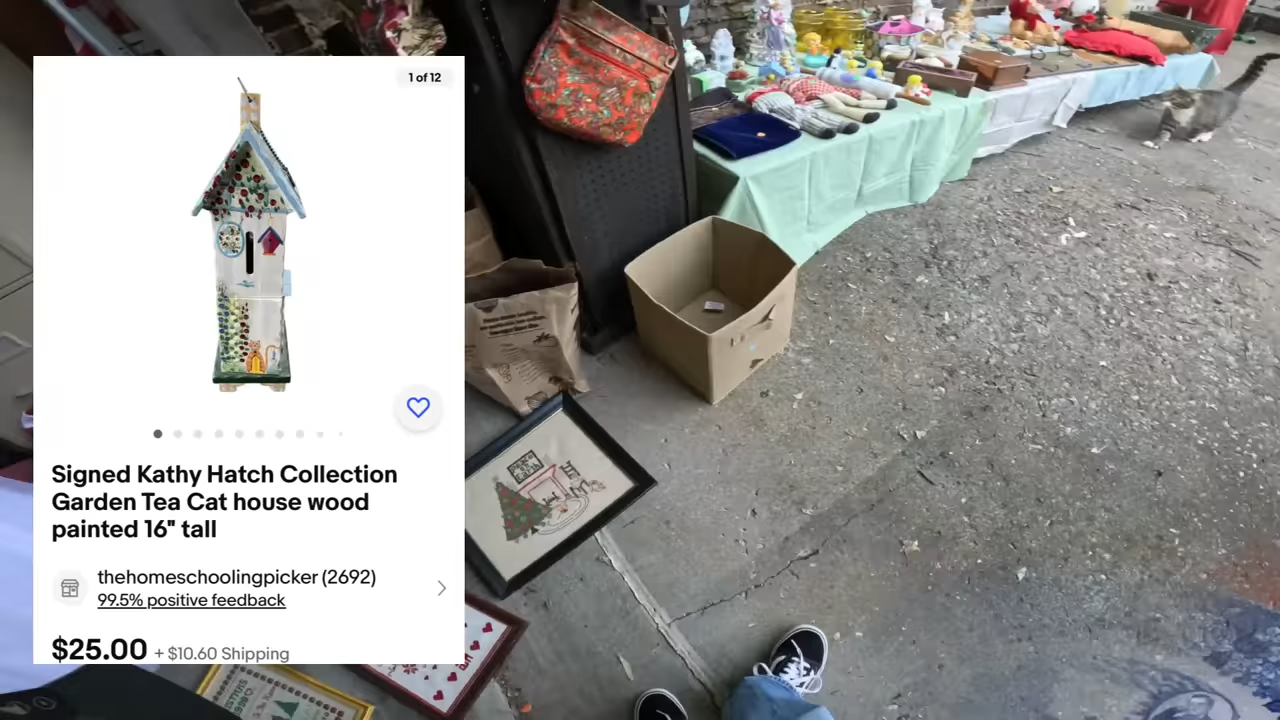 1 of 12
Signed Kathy Hatch Collection
Garden Tea Cat house wood
painted 16" tall
thehomeschoolingpicker (2692)
99.5% positive feedback
$25.00 + $10.60 Shipping